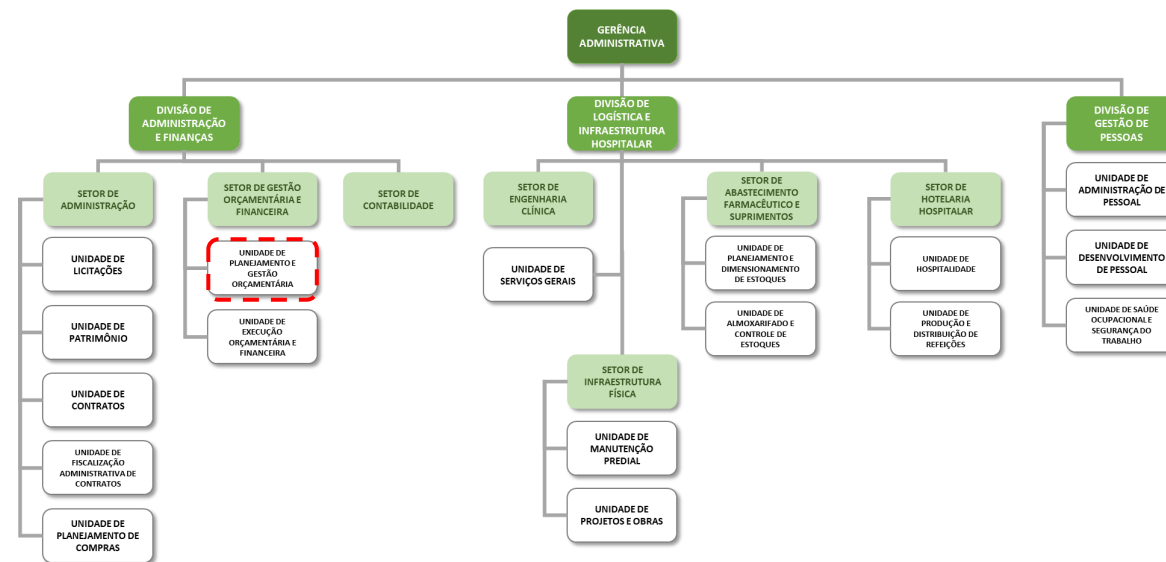 GERÊNCIA
ADMINISTRATIVA
DIVISÃO DE
ADMINISTRAÇÃO
E FINANÇAS
DIVISÃO DE
LOGÍSTICA E
INFRAESTRUTURA
HOSPITALAR
DIVISÃO DE
GESTÃO DE
PESSOAS
SETOR DE
ADMINISTRAÇÃO
UNIDADE DE
LICITAÇÕES
UNIDADE DE
PATRIMÔNIO
UNIDADE DE
CONTRATOS
UNIDADE DE
FISCALIZAÇÃO
ADMINISTRATIVA DE
CONTRATOS
UNIDADE DE
PLANEJAMENTO DE
COMPRAS
SETOR DE GESTÃO
ORÇAMENTÁRIA E
FINANCEIRA
UNIDADE DE
PLANEJAMENTO E
GESTÃO
ORÇAMENTÁRIA
UNIDADE DE
EXECUÇÃO
ORÇAMENTÁRIA E
FINANCEIRA
SETOR DE
CONTABILIDADE
SETOR DE
ENGENHARIA
CLÍNICA
UNIDADE DE
SERVIÇOS GERAIS
SETOR DE
INFRAESTRUTURA
FÍSICA
UNIDADE DE
MANUTENÇÃO
PREDIAL
UNIDADE DE
PROJETOS E OBRAS
SETOR DE
ABASTECIMENTO
FARMACÊUTICO E
SUPRIMENTOS
UNIDADE DE
PLANEJAMENTO E
DIMENSIONAMENTO
DE ESTOQUES
UNIDADE DE
ALMOXARIFADO E
CONTROLE DE
ESTOQUES
SETOR DE
HOTELARIA
HOSPITALAR
UNIDADE DE
HOSPITALIDADE
UNIDADE DE
PRODUÇÃO E
DISTRIBUIÇÃO DE
REFEIÇÕES
UNIDADE DE
ADMINISTRAÇÃO DE
PESSOAL
UNIDADE DE
DESENVOLVIMENTO
DE PESSOAL
UNIDADE DE SAÚDE
OCUPACIONAL E
SEGURANÇA DO
TRABALHO